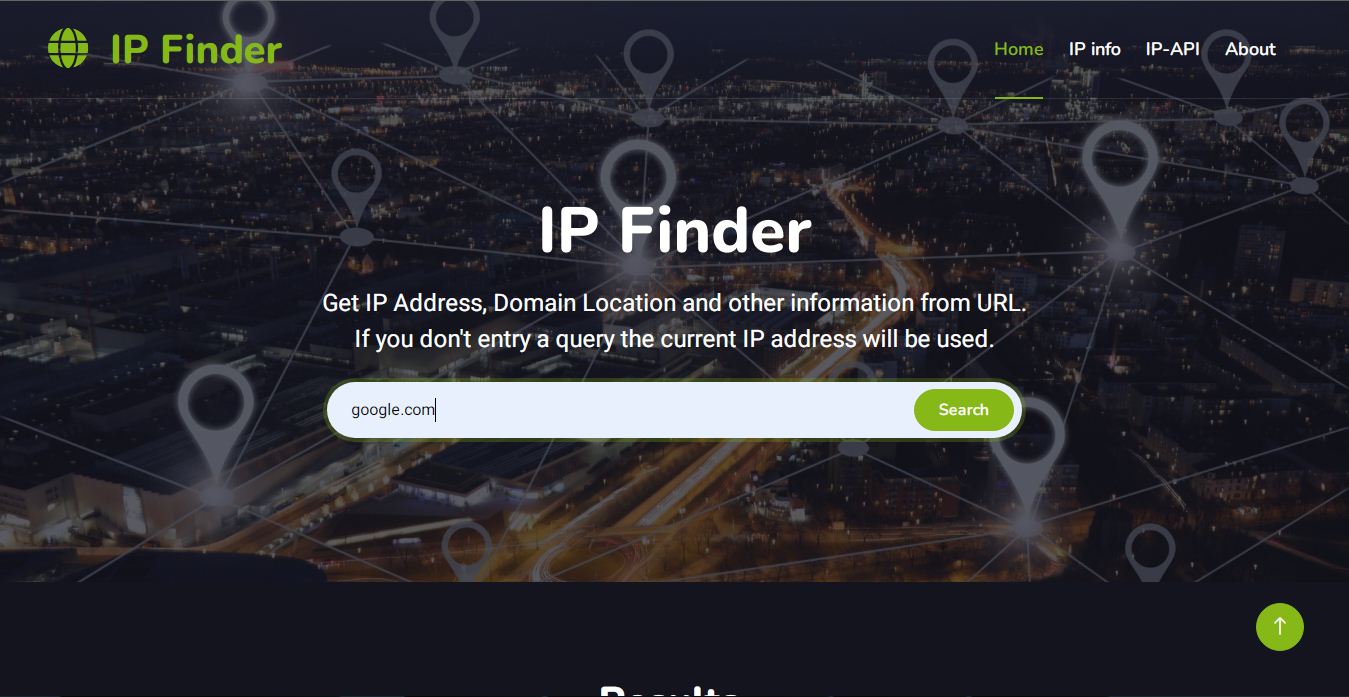 IP Finder
Home IP info IP-API About
IP Finder
Get IP Address, Domain Location and other information from URL.
If you don't entry a query the current IP address will be used.
google.com Search
Results